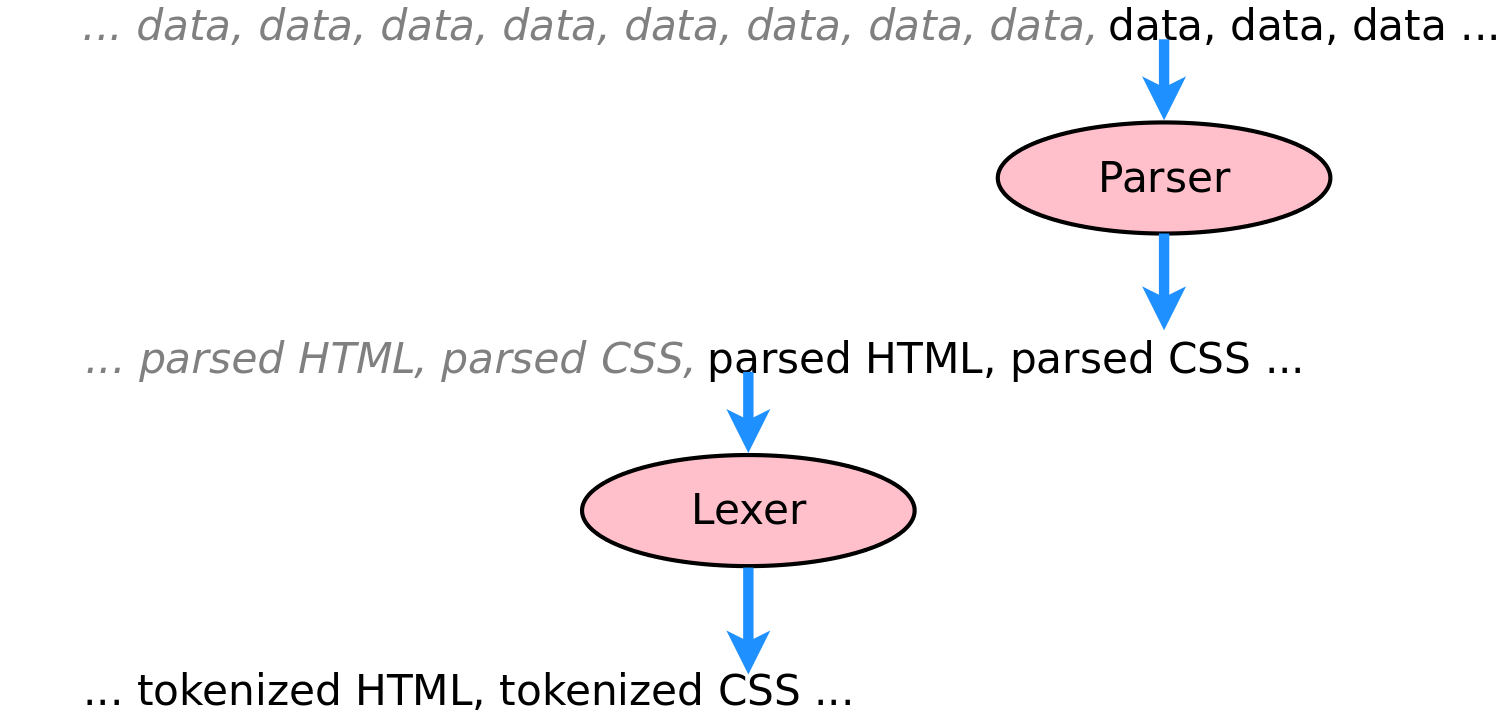 ... data, data, data, data, data, data, data, data, data, data, data ...
Parser
... parsed HTML, parsed CSS, parsed HTML, parsed CSS ...
Lexer
... tokenized HTML, tokenized CSS ...